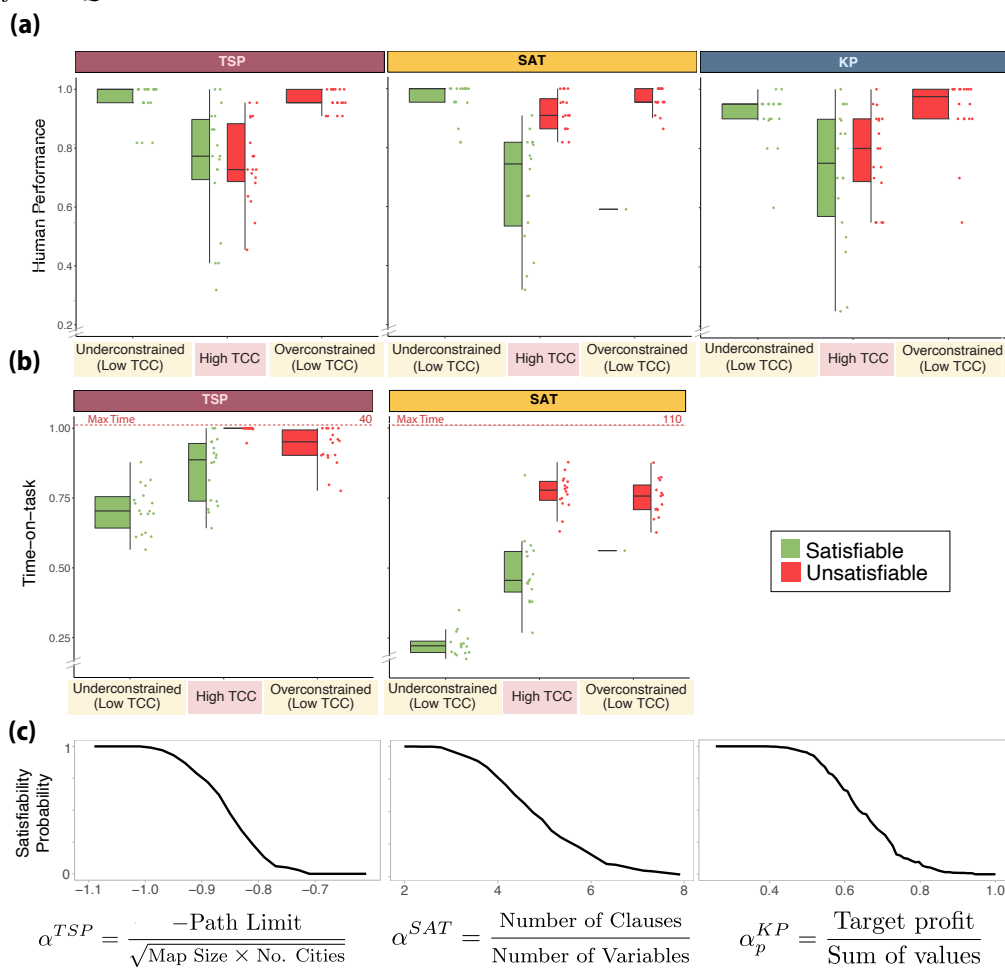 (a)
TSP SAT KP
Human Performance
1.0
0.8
0.6
0.4
0.2
Underconstrained (Low TCC) High TCC Overconstrained (Low TCC) Underconstrained (Low TCC) High TCC Overconstrained (Low TCC) Underconstrained (Low TCC) High TCC Overconstrained (Low TCC)
(b)
TSP SAT
Max Time 40 Max Time 110
Time–on–task
1.00
0.75
0.50
0.25
Satisfiable
Unsatisfiable
Underconstrained (Low TCC) High TCC Overconstrained (Low TCC) Underconstrained (Low TCC) High TCC Overconstrained (Low TCC)
(c)
Satisfiability
Probability
1
0
−1.1 −1.0 −0.9 −0.8 −0.7 2 4 6 8 0.4 0.6 0.8 1.0
α^{TSP} = −Path Limit / √(Map Size × No. Cities)
α^{SAT} = Number of Clauses / Number of Variables
α_p^{KP} = Target profit / Sum of values